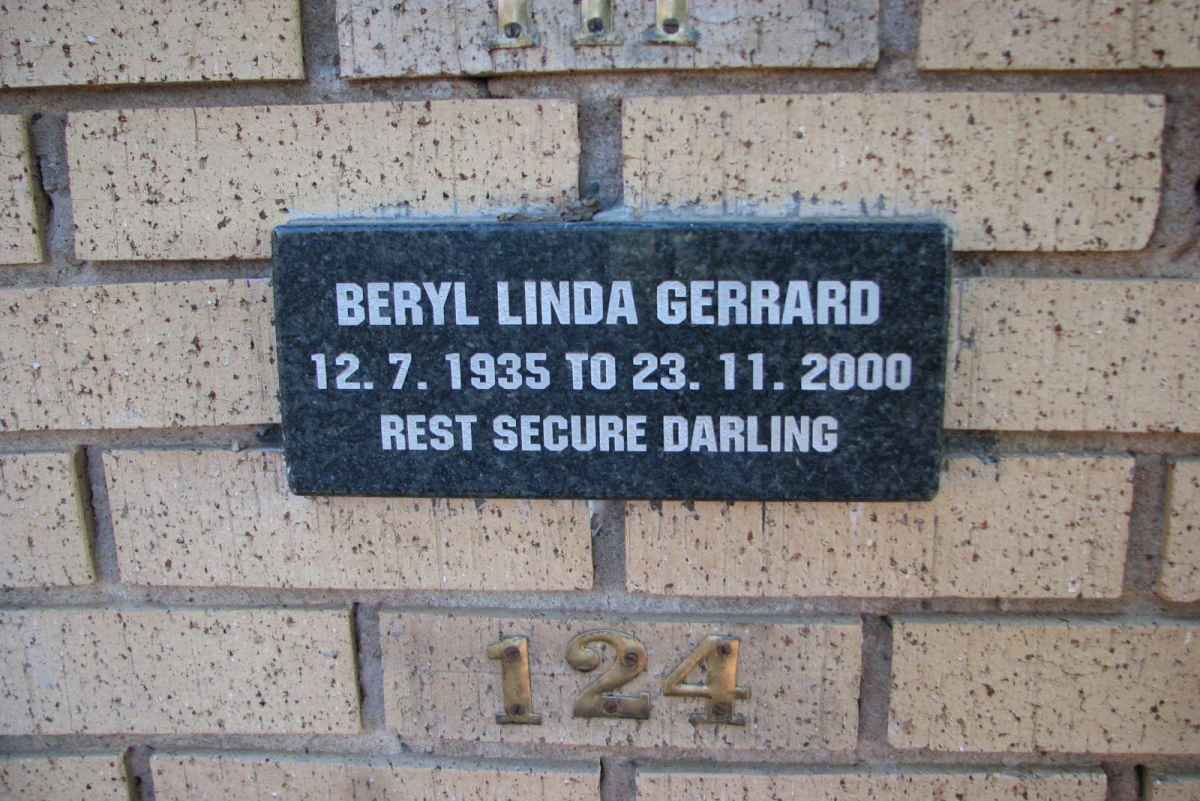 BERYL LINDA GERRARD
12. 7. 1935 TO 23. 11. 2000
REST SECURE DARLING
124